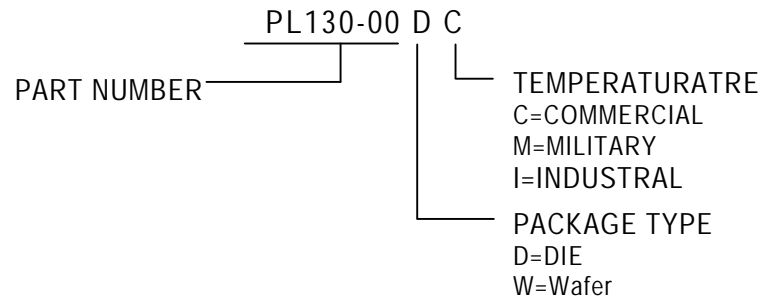 PL130-00 D C
PART NUMBER
TEMPERATURATRE
C=COMMERCIAL
M=MILITARY
I=INDUSTRAL
PACKAGE TYPE
D=DIE
W=Wafer